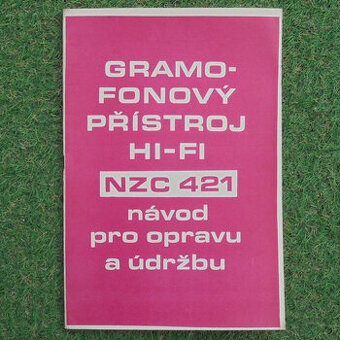 GRAMO-
FONOVÝ
PŘÍSTROJ
HI-FI
NZC 421
návod
pro opravu
a údržbu